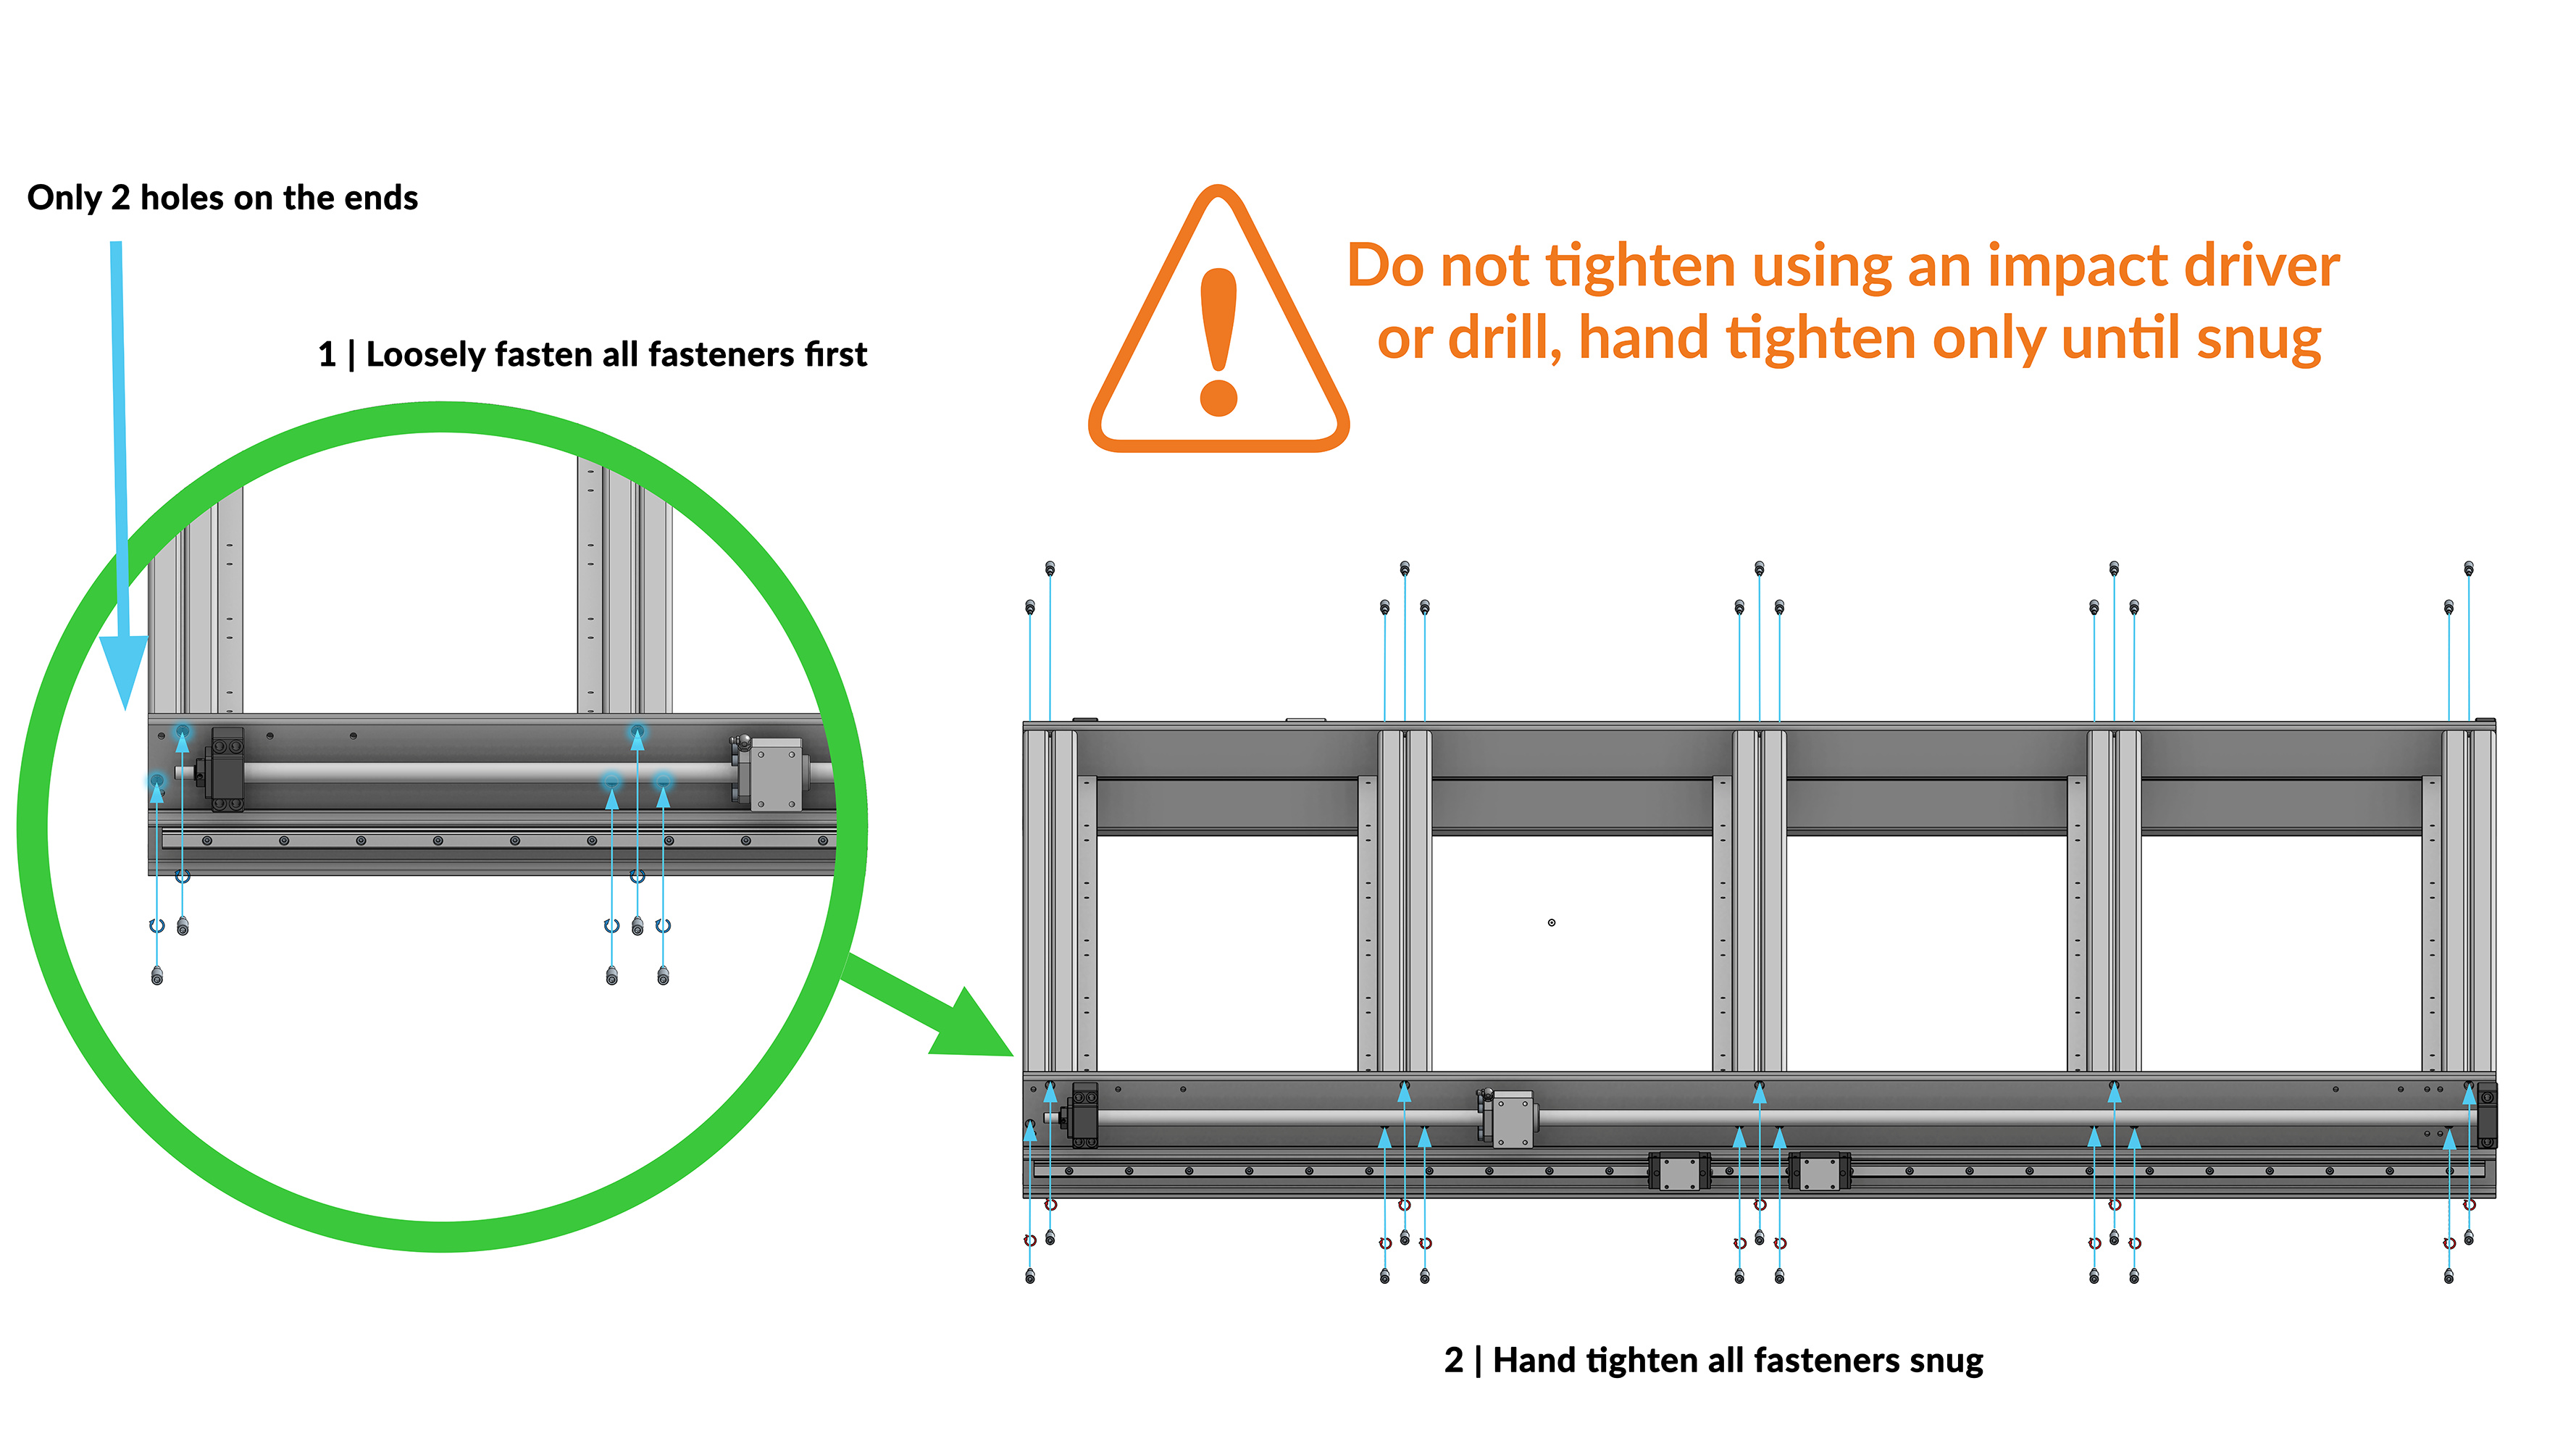 Only 2 holes on the ends
1 | Loosely fasten all fasteners first
Do not tighten using an impact driver
or drill, hand tighten only until snug
2 | Hand tighten all fasteners snug